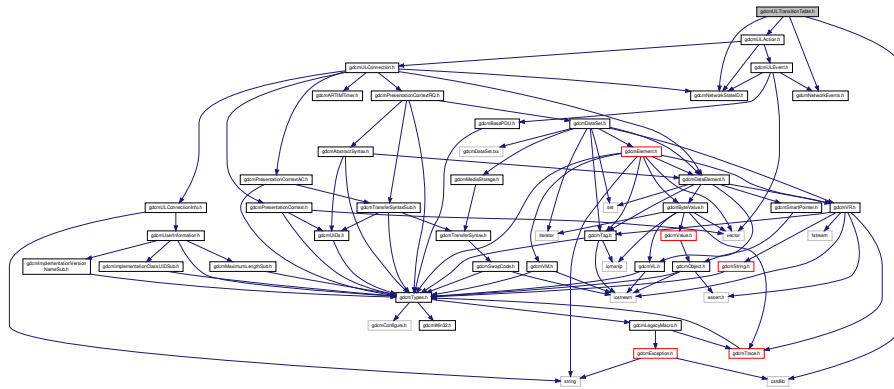 gdcmULTransitionTable.h
gdcmULAction.h
gdcmULConnection.h
gdcmULEvent.h
gdcmARTIMTimer.h
gdcmPresentationContextRQ.h
gdcmNetworkStateID.h
gdcmNetworkEvents.h
gdcmBasePDU.h
gdcmDataSet.h
gdcmAbstractSyntax.h
gdcmDataSet.txx
gdcmElement.h
gdcmPresentationContextAC.h
gdcmMediaStorage.h
gdcmDataElement.h
gdcmULConnectionInfo.h
gdcmPresentationContext.h
gdcmTransferSyntaxSub.h
set
gdcmByteValue.h
gdcmSmartPointer.h
gdcmVR.h
gdcmUserInformation.h
gdcmUIDs.h
gdcmTransferSyntax.h
iterator
gdcmTag.h
gdcmValue.h
vector
fstream
gdcmImplementationVersion
NameSub.h
gdcmImplementationClassUIDSub.h
gdcmMaximumLengthSub.h
gdcmSwapCode.h
gdcmVM.h
iomanip
gdcmVL.h
gdcmObject.h
gdcmString.h
gdcmTypes.h
iostream
assert.h
gdcmConfigure.h
gdcmWin32.h
gdcmLegacyMacro.h
gdcmException.h
gdcmTrace.h
string
cstdlib